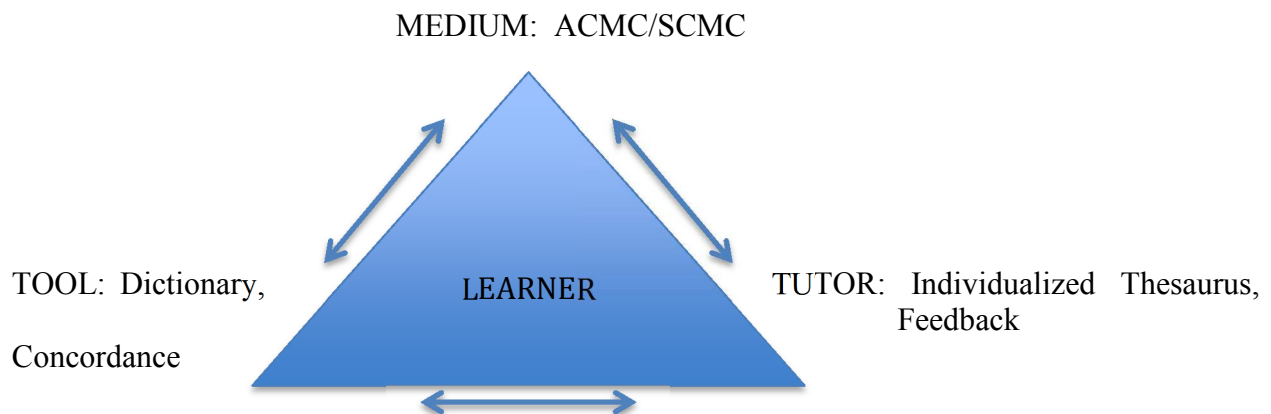 MEDIUM: ACMC/SCMC
TOOL: Dictionary,
Concordance
LEARNER
TUTOR: Individualized Thesaurus,
Feedback